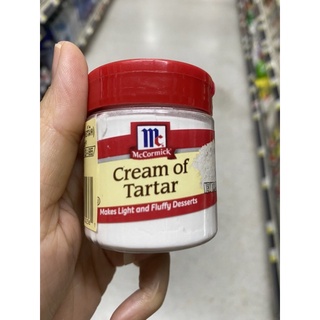 McCormick
Cream of
Tartar
Makes Light and Fluffy Desserts